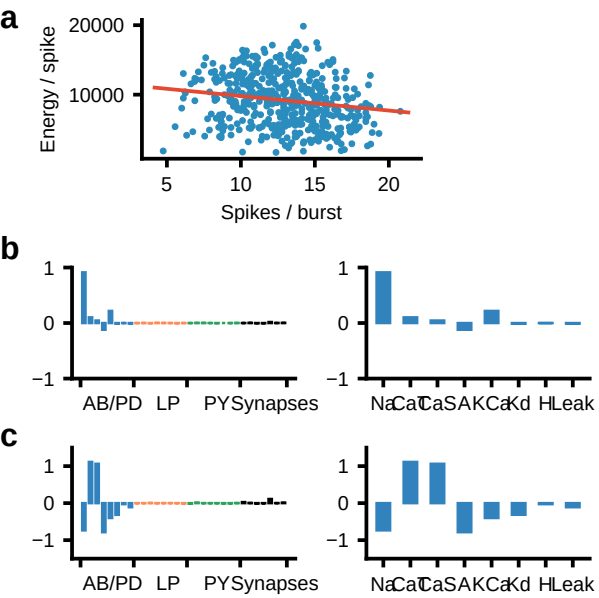 a
Energy / spike
20000
10000
5 10 15 20
Spikes / burst
b
1
0
−1
AB/PD LP PY Synapses
1
0
−1
Na CaT CaS A KCa Kd H Leak
c
1
0
−1
AB/PD LP PY Synapses
1
0
−1
Na CaT CaS A KCa Kd H Leak